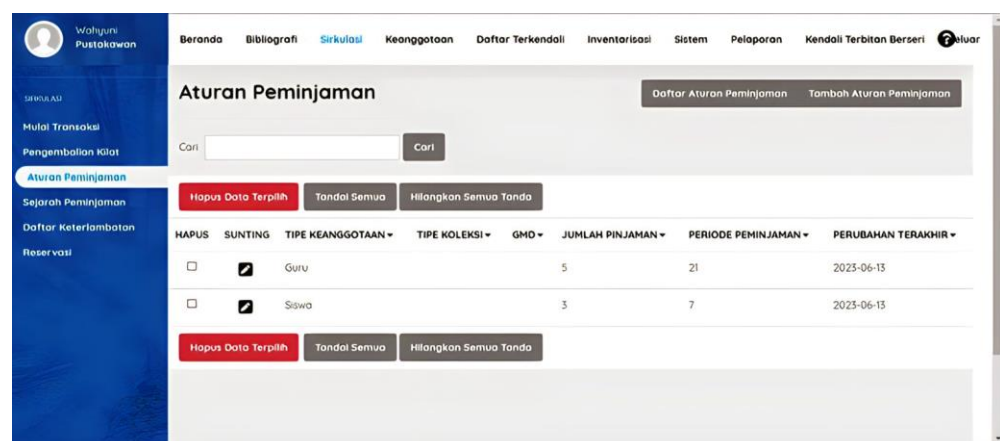 Wahyuni
Pustakawan
Beranda Bibliografi Sirkulasi Keanggotaan Daftar Terkendali Inventarisasi Sistem Pelaporan Kendali Terbitan Berseri Keluar
SIRKULASI
Mulai Transaksi
Pengembalian Kilat
Aturan Peminjaman
Sejarah Peminjaman
Daftar Keterlambatan
Reservasi
Aturan Peminjaman
Daftar Aturan Peminjaman Tambah Aturan Peminjaman
Cari Cari
Hapus Data Terpilih Tandai Semua Hilangkan Semua Tanda
HAPUS SUNTING TIPE KEANGGOTAAN TIPE KOLEKSI GMD JUMLAH PINJAMAN PERIODE PEMINJAMAN PERUBAHAN TERAKHIR
Guru 5 21 2023-06-13
Siswa 3 7 2023-06-13
Hapus Data Terpilih Tandai Semua Hilangkan Semua Tanda